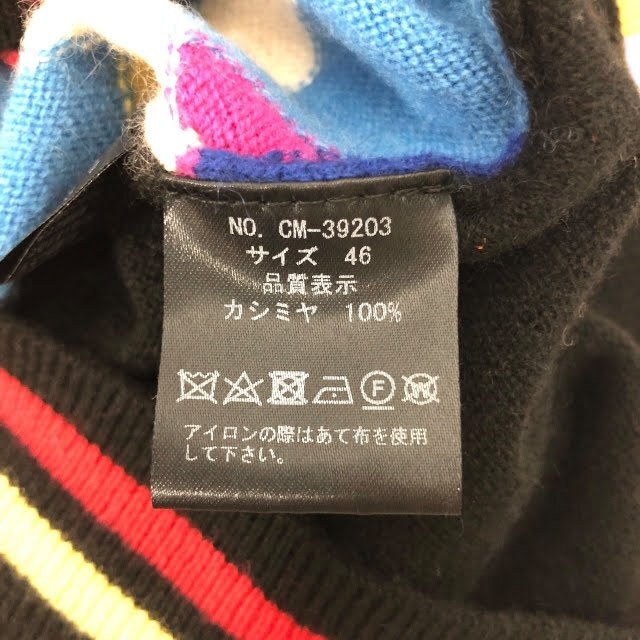 NO. CM-39203
サイズ 46
品質表示
カシミヤ 100%
F W
アイロンの際はあて布を使用
して下さい。